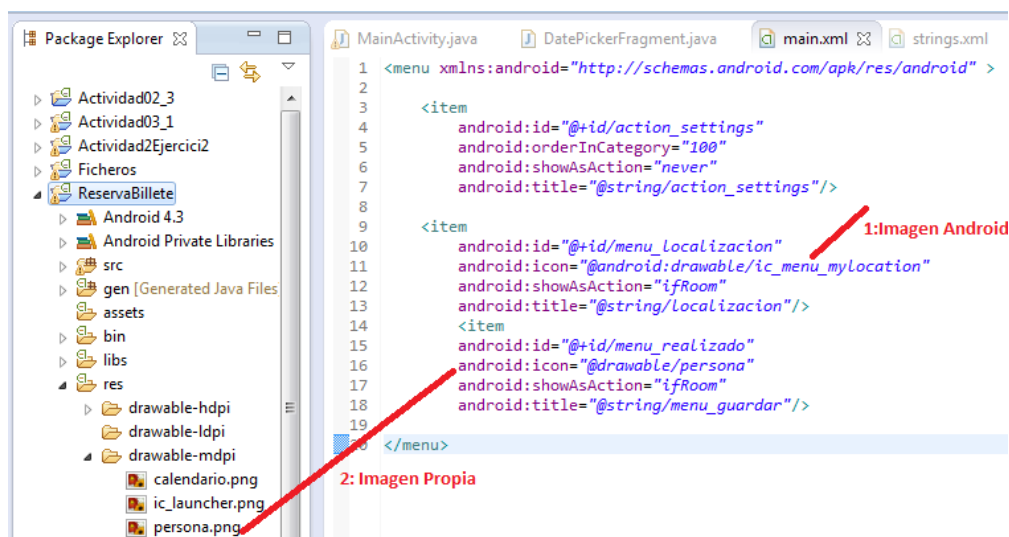 Package Explorer
Actividad02_3
Actividad03_1
Actividad2Ejercici2
Ficheros
ReservaBillete
Android 4.3
Android Private Libraries
src
gen [Generated Java Files
assets
bin
libs
res
drawable-hdpi
drawable-ldpi
drawable-mdpi
calendario.png
ic_launcher.png
persona.png
MainActivity.java DatePickerFragment.java main.xml strings.xml
1 <menu xmlns:android="http://schemas.android.com/apk/res/android" >
2
3 <item
4 android:id="@+id/action_settings"
5 android:orderInCategory="100"
6 android:showAsAction="never"
7 android:title="@string/action_settings"/>
8
9 <item
1:Imagen Android
10 android:id="@+id/menu_localizacion"
11 android:icon="@android:drawable/ic_menu_mylocation"
12 android:showAsAction="ifRoom"
13 android:title="@string/localizacion"/>
14 <item
15 android:id="@+id/menu_realizado"
16 android:icon="@drawable/persona"
17 android:showAsAction="ifRoom"
18 android:title="@string/menu_guardar"/>
19
</menu>
2: Imagen Propia